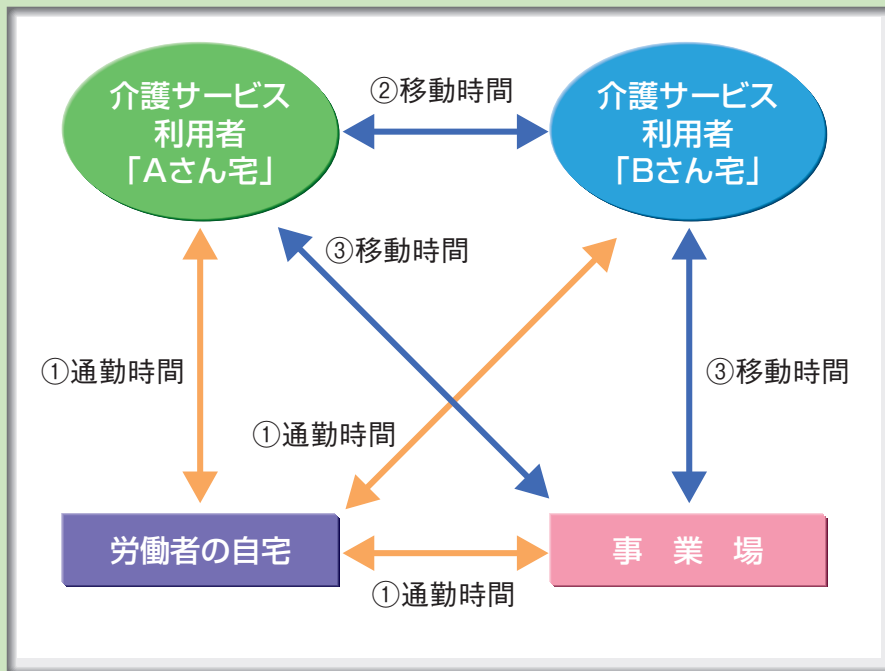 介護サービス
利用者
「Aさん宅」
②移動時間
介護サービス
利用者
「Bさん宅」
③移動時間
①通勤時間
③移動時間
①通勤時間
労働者の自宅
事業場
①通勤時間